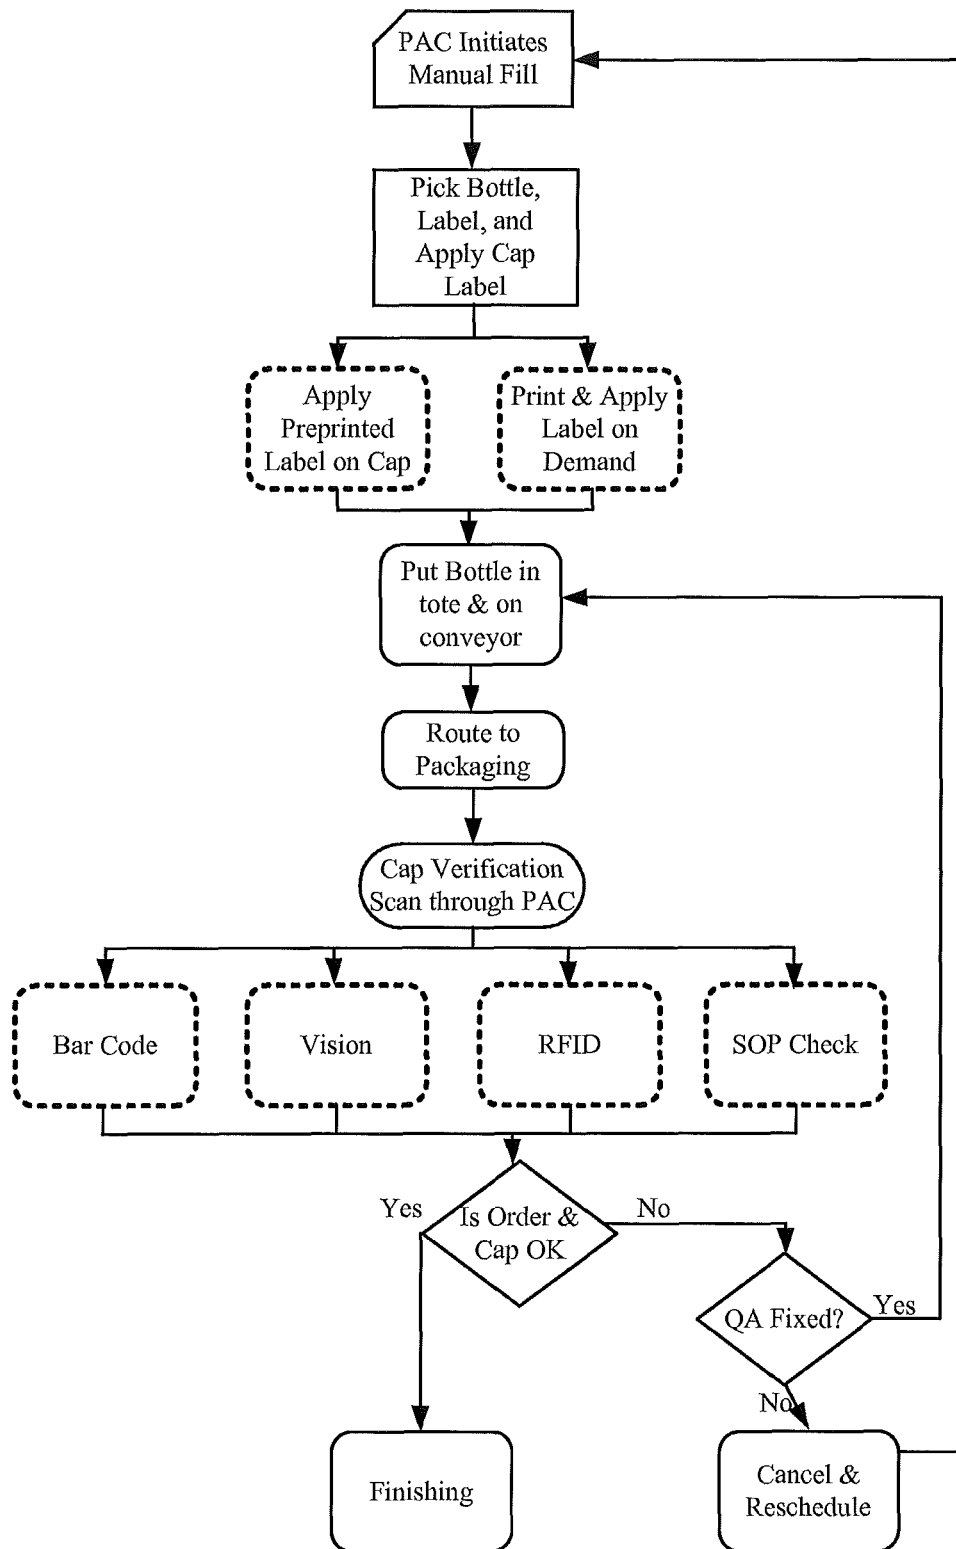 PAC Initiates
Manual Fill
Pick Bottle,
Label, and
Apply Cap
Label
Apply
Preprinted
Label on Cap
Print & Apply
Label on
Demand
Put Bottle in
tote & on
conveyor
Route to
Packaging
Cap Verification
Scan through PAC
Bar Code
Vision
RFID
SOP Check
Yes
Is Order &
Cap OK
No
QA Fixed?
Yes
No
Finishing
Cancel &
Reschedule